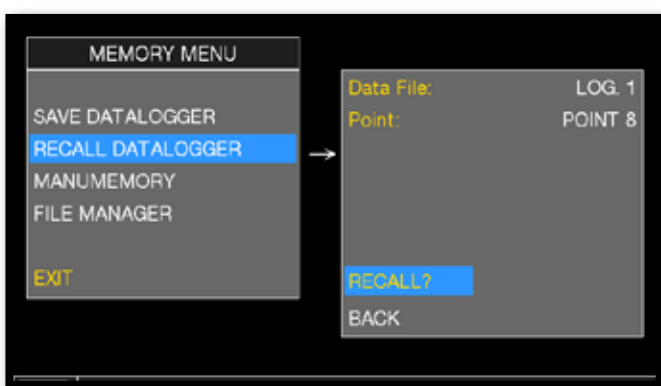 MEMORY MENU
SAVE DATALOGGER
RECALL DATALOGGER
MANUMEMORY
FILE MANAGER
EXIT
→
Data File: LOG. 1
Point: POINT 8
RECALL?
BACK